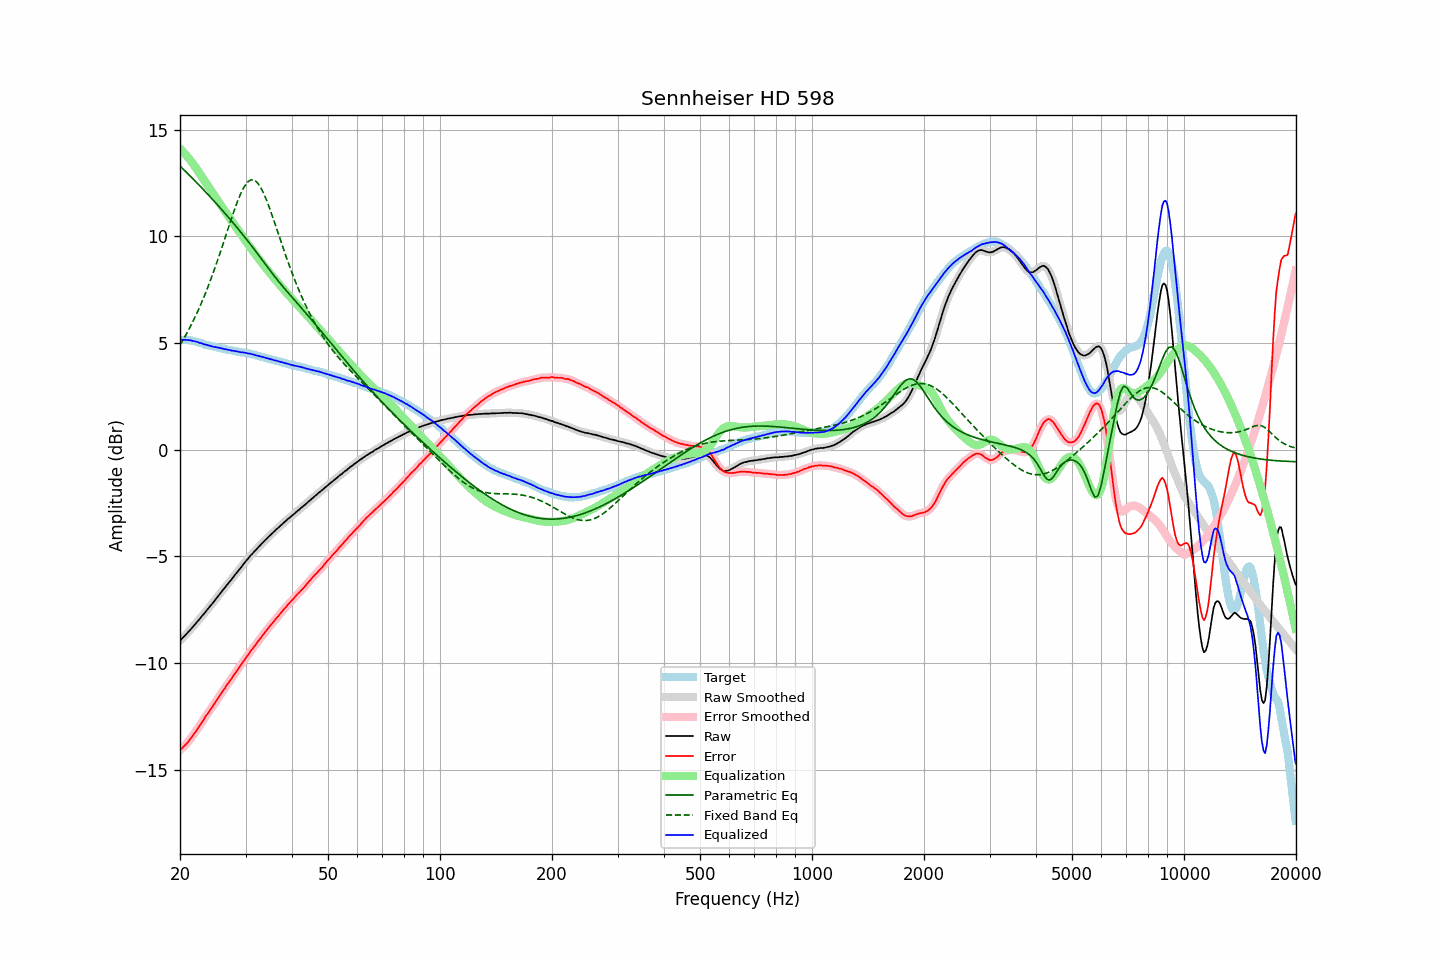 Sennheiser HD 598
Amplitude (dBr)
15
10
5
0
−5
−10
−15
Target
Raw Smoothed
Error Smoothed
Raw
Error
Equalization
Parametric Eq
Fixed Band Eq
Equalized
20 50 100 200 500 1000 2000 5000 10000 20000
Frequency (Hz)